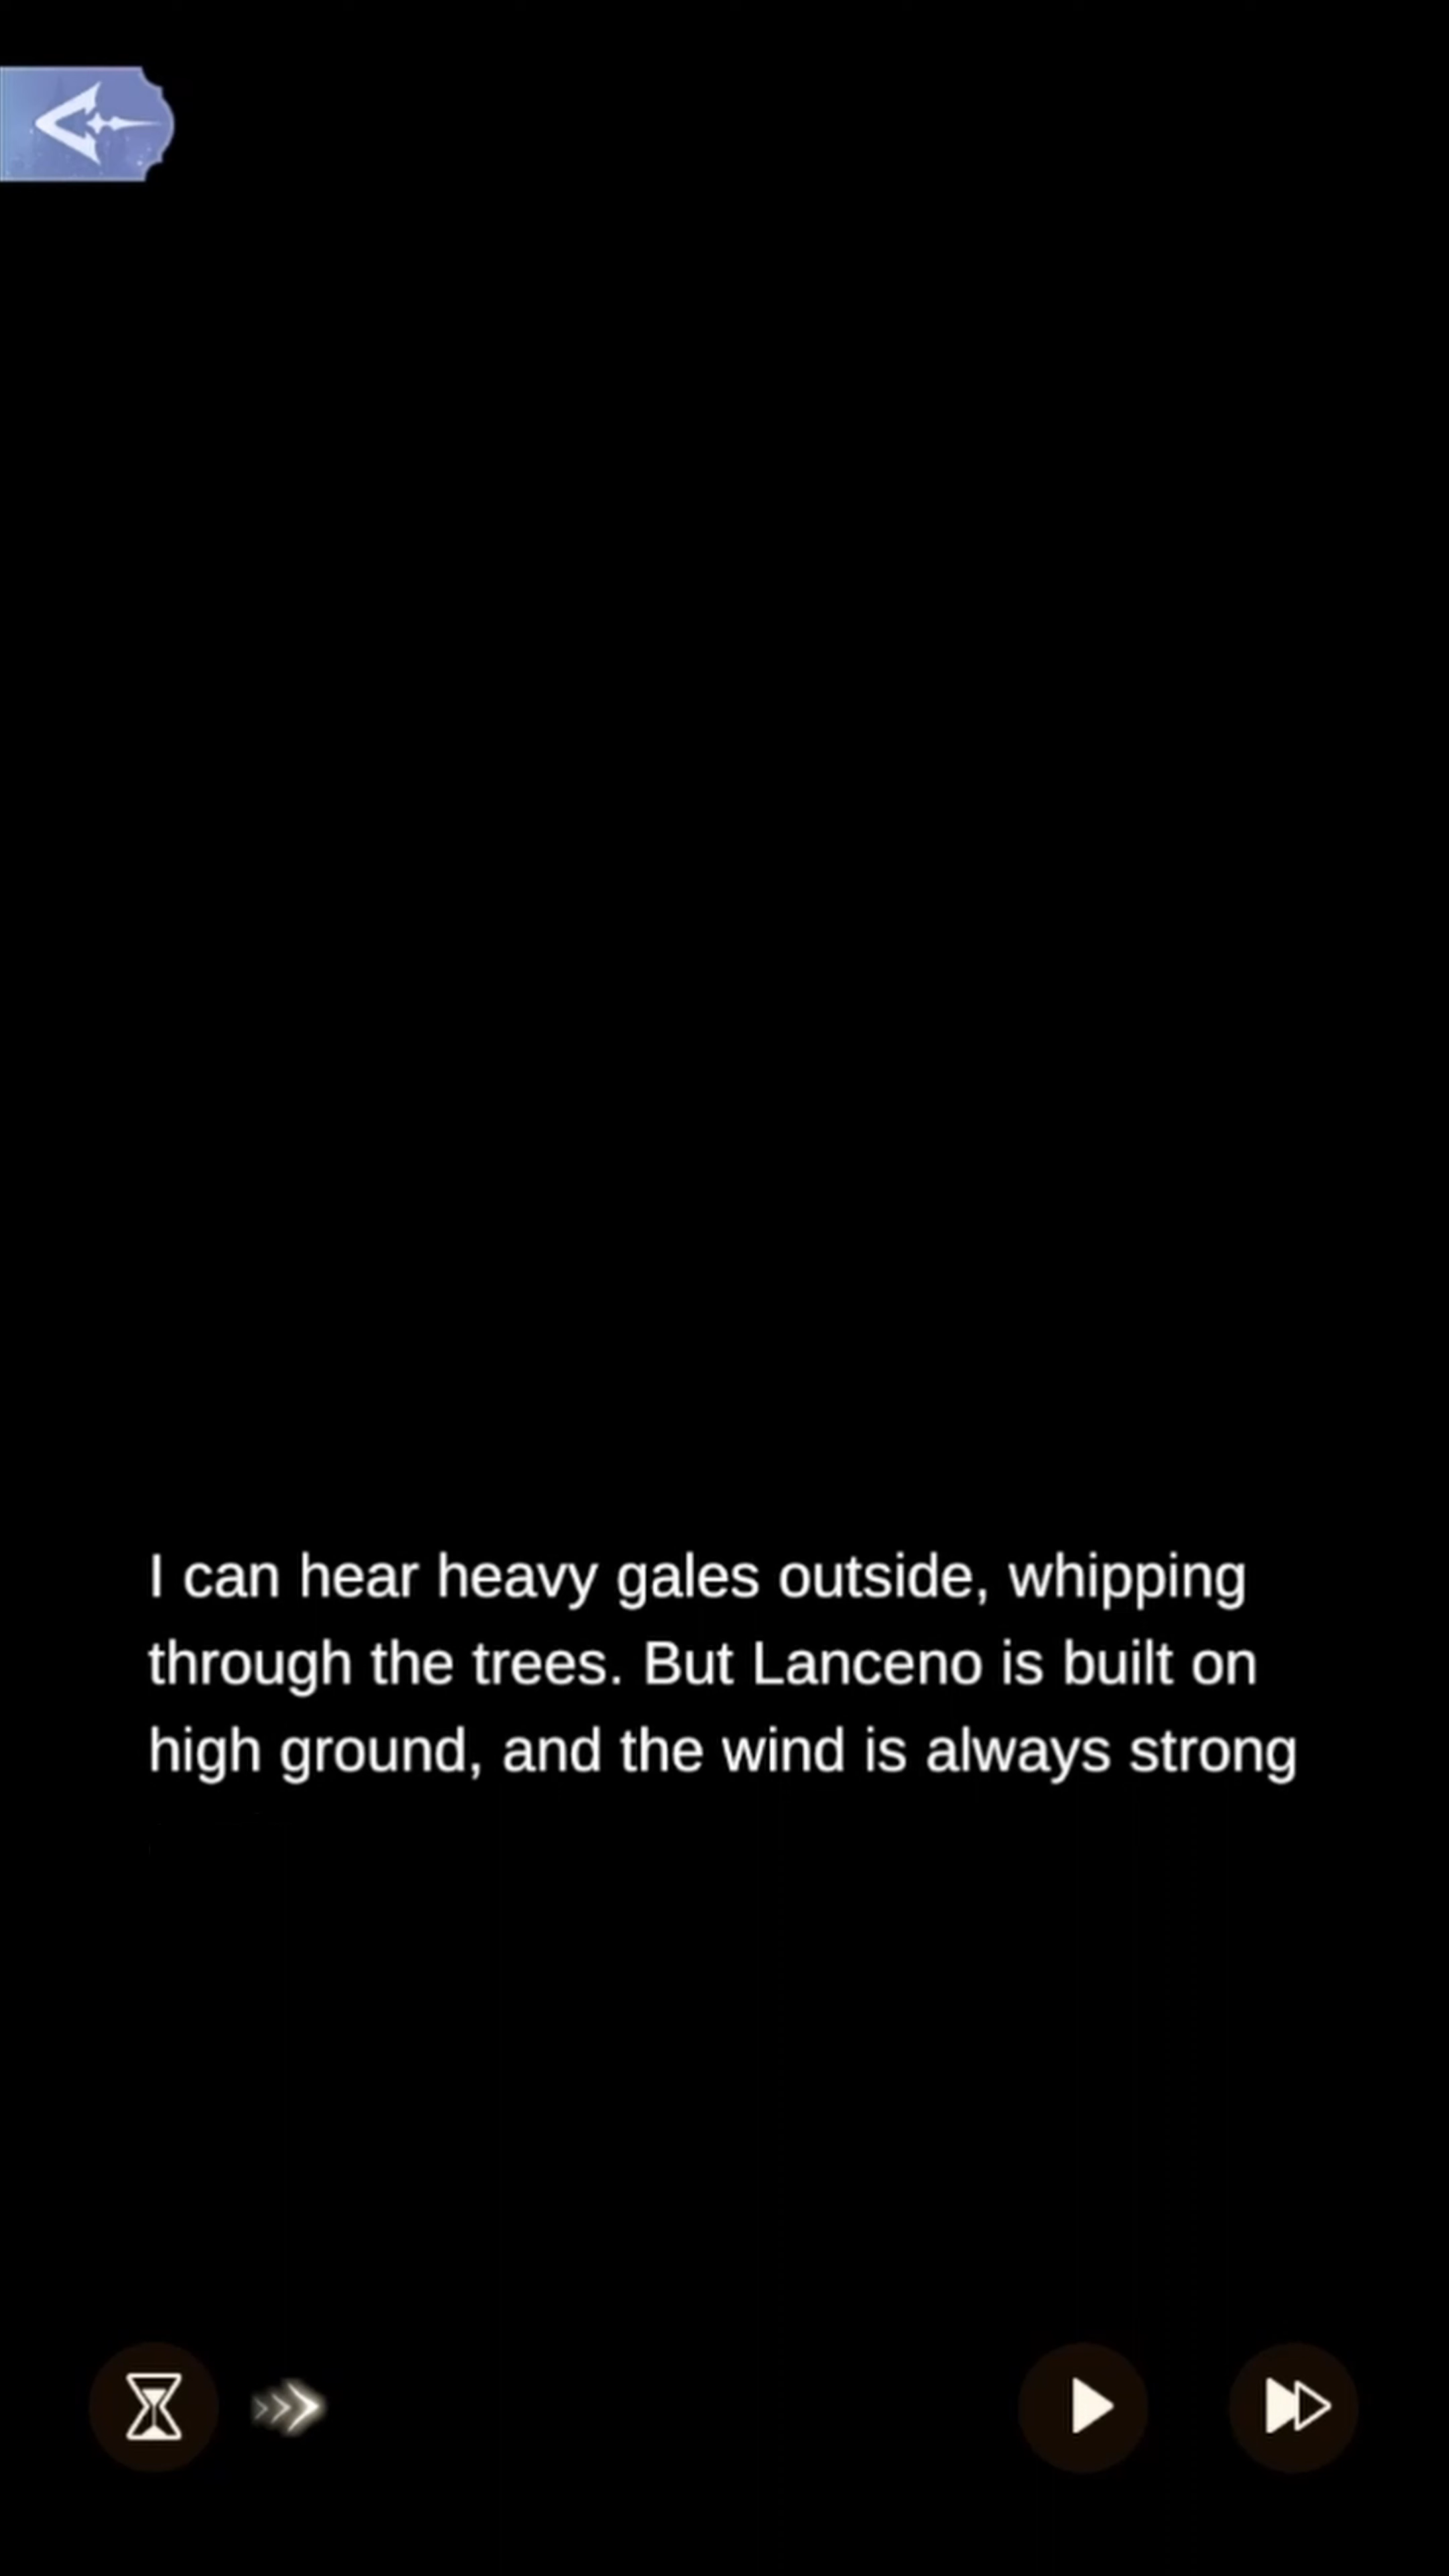 I can hear heavy gales outside, whipping
through the trees. But Lanceno is built on
high ground, and the wind is always strong